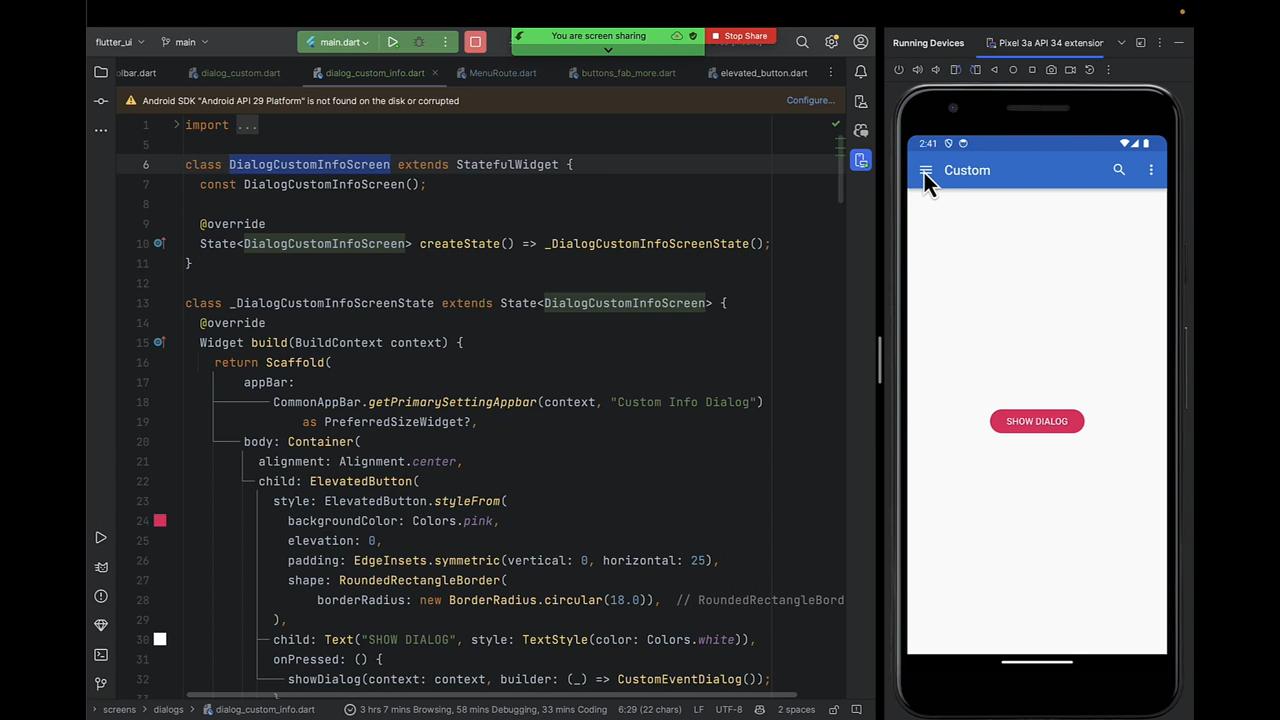 flutter_ui
main
main.dart
You are screen sharing
Stop Share
Running Devices
Pixel 3a API 34 extension
olbar.dart
dialog_custom.dart
dialog_custom_info.dart
MenuRoute.dart
buttons_fab_more.dart
elevated_button.dart
Android SDK "Android API 29 Platform" is not found on the disk or corrupted
Configure...
1 import ...
5
6 class DialogCustomInfoScreen extends StatefulWidget {
7 const DialogCustomInfoScreen();
8
9 @override
10 State<DialogCustomInfoScreen> createState() => _DialogCustomInfoScreenState();
11 }
12
13 class _DialogCustomInfoScreenState extends State<DialogCustomInfoScreen> {
14 @override
15 Widget build(BuildContext context) {
16 return Scaffold(
17 appBar:
18 CommonAppBar.getPrimarySettingAppbar(context, "Custom Info Dialog")
19 as PreferredSizeWidget?,
20 body: Container(
21 alignment: Alignment.center,
22 child: ElevatedButton(
23 style: ElevatedButton.styleFrom(
24 backgroundColor: Colors.pink,
25 elevation: 0,
26 padding: EdgeInsets.symmetric(vertical: 0, horizontal: 25),
27 shape: RoundedRectangleBorder(
28 borderRadius: new BorderRadius.circular(18.0)), // RoundedRectangleBord
29 ),
30 child: Text("SHOW DIALOG", style: TextStyle(color: Colors.white)),
31 onPressed: () {
32 showDialog(context: context, builder: (_) => CustomEventDialog());
2:41
Custom
SHOW DIALOG
screens > dialogs > dialog_custom_info.dart
3 hrs 7 mins Browsing, 58 mins Debugging, 32 mins Coding
6:29 (22 chars)
LF
UTF-8
2 spaces